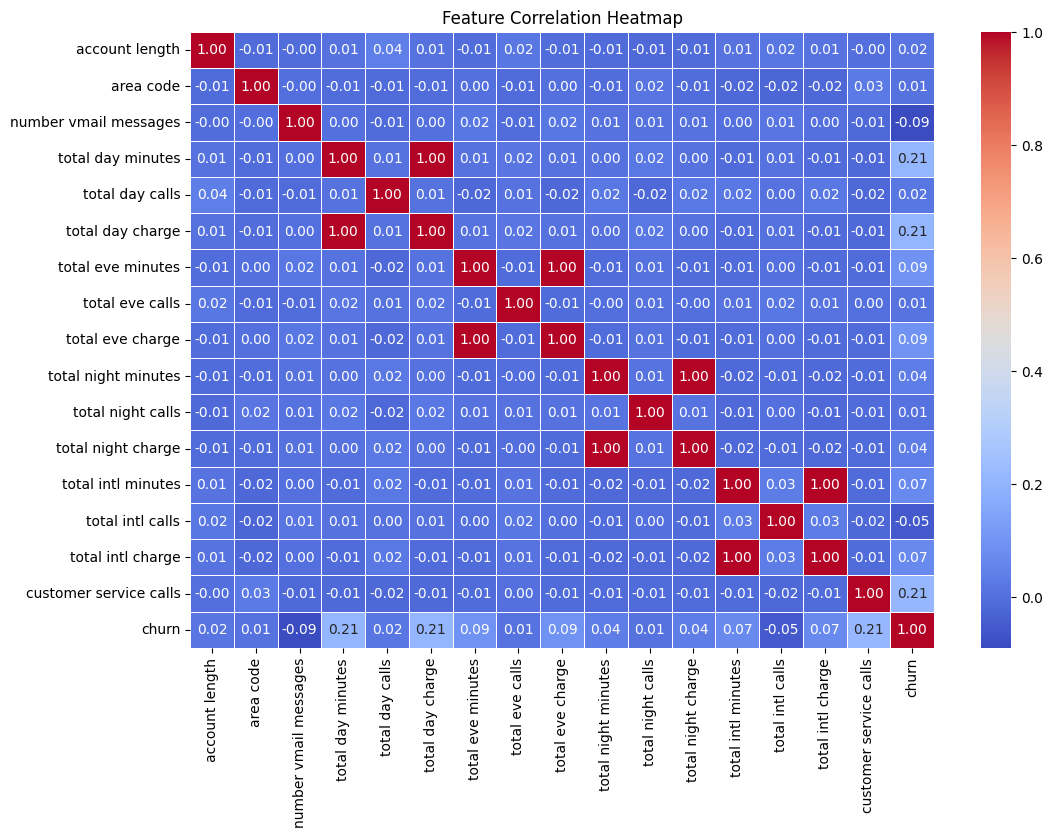 Feature Correlation Heatmap
account length 1.00 -0.01 -0.00 0.01 0.04 0.01 -0.01 0.02 -0.01 -0.01 -0.01 -0.01 0.01 0.02 0.01 -0.00 0.02
area code -0.01 1.00 -0.00 -0.01 -0.01 -0.01 0.00 -0.01 0.00 -0.01 0.02 -0.01 -0.02 -0.02 -0.02 0.03 0.01
number vmail messages -0.00 -0.00 1.00 0.00 -0.01 0.00 0.02 -0.01 0.02 0.01 0.01 0.01 0.00 0.01 0.00 -0.01 -0.09
total day minutes 0.01 -0.01 0.00 1.00 0.01 1.00 0.01 0.02 0.01 0.00 0.02 0.00 -0.01 0.01 -0.01 -0.01 0.21
total day calls 0.04 -0.01 -0.01 0.01 1.00 0.01 -0.02 0.01 -0.02 0.02 -0.02 0.02 0.02 0.00 0.02 -0.02 0.02
total day charge 0.01 -0.01 0.00 1.00 0.01 1.00 0.01 0.02 0.01 0.00 0.02 0.00 -0.01 0.01 -0.01 -0.01 0.21
total eve minutes -0.01 0.00 0.02 0.01 -0.02 0.01 1.00 -0.01 1.00 -0.01 0.01 -0.01 -0.01 0.00 -0.01 -0.01 0.09
total eve calls 0.02 -0.01 -0.01 0.02 0.01 0.02 -0.01 1.00 -0.01 -0.00 0.01 -0.00 0.01 0.02 0.01 0.00 0.01
total eve charge -0.01 0.00 0.02 0.01 -0.02 0.01 1.00 -0.01 1.00 -0.01 0.01 -0.01 -0.01 0.00 -0.01 -0.01 0.09
total night minutes -0.01 -0.01 0.01 0.00 0.02 0.00 -0.01 -0.00 -0.01 1.00 0.01 1.00 -0.02 -0.01 -0.02 -0.01 0.04
total night calls -0.01 0.02 0.01 0.02 -0.02 0.02 0.01 0.01 0.01 0.01 1.00 0.01 -0.01 0.00 -0.01 -0.01 0.01
total night charge -0.01 -0.01 0.01 0.00 0.02 0.00 -0.01 -0.00 -0.01 1.00 0.01 1.00 -0.02 -0.01 -0.02 -0.01 0.04
total intl minutes 0.01 -0.02 0.00 -0.01 0.02 -0.01 -0.01 0.01 -0.01 -0.02 -0.01 -0.02 1.00 0.03 1.00 -0.01 0.07
total intl calls 0.02 -0.02 0.01 0.01 0.00 0.01 0.00 0.02 0.00 -0.01 0.00 -0.01 0.03 1.00 0.03 -0.02 -0.05
total intl charge 0.01 -0.02 0.00 -0.01 0.02 -0.01 -0.01 0.01 -0.01 -0.02 -0.01 -0.02 1.00 0.03 1.00 -0.01 0.07
customer service calls -0.00 0.03 -0.01 -0.01 -0.02 -0.01 -0.01 0.00 -0.01 -0.01 -0.01 -0.01 -0.01 -0.02 -0.01 1.00 0.21
churn 0.02 0.01 -0.09 0.21 0.02 0.21 0.09 0.01 0.09 0.04 0.01 0.04 0.07 -0.05 0.07 0.21 1.00
account length
area code
number vmail messages
total day minutes
total day calls
total day charge
total eve minutes
total eve calls
total eve charge
total night minutes
total night calls
total night charge
total intl minutes
total intl calls
total intl charge
customer service calls
churn
1.0
0.8
0.6
0.4
0.2
0.0